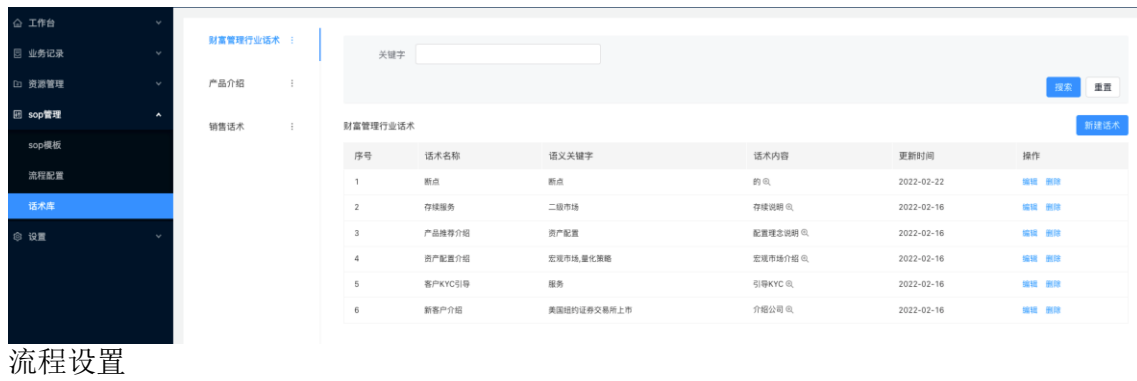 工作台
业务记录
资源管理
sop管理
sop模板
流程配置
话术库
设置
财富管理行业话术
产品介绍
销售话术
关键字
搜索 重置
财富管理行业话术 新建话术
序号 话术名称 语义关键字 话术内容 更新时间 操作
1 断点 断点 的 2022-02-22 编辑 删除
2 存续服务 二级市场 存续说明 2022-02-16 编辑 删除
3 产品推荐介绍 资产配置 配置理念说明 2022-02-16 编辑 删除
4 资产配置介绍 宏观市场,量化策略 宏观市场介绍 2022-02-16 编辑 删除
5 客户KYC引导 服务 引导KYC 2022-02-16 编辑 删除
6 新客户介绍 美国纽约证券交易所上市 介绍公司 2022-02-16 编辑 删除
流程设置